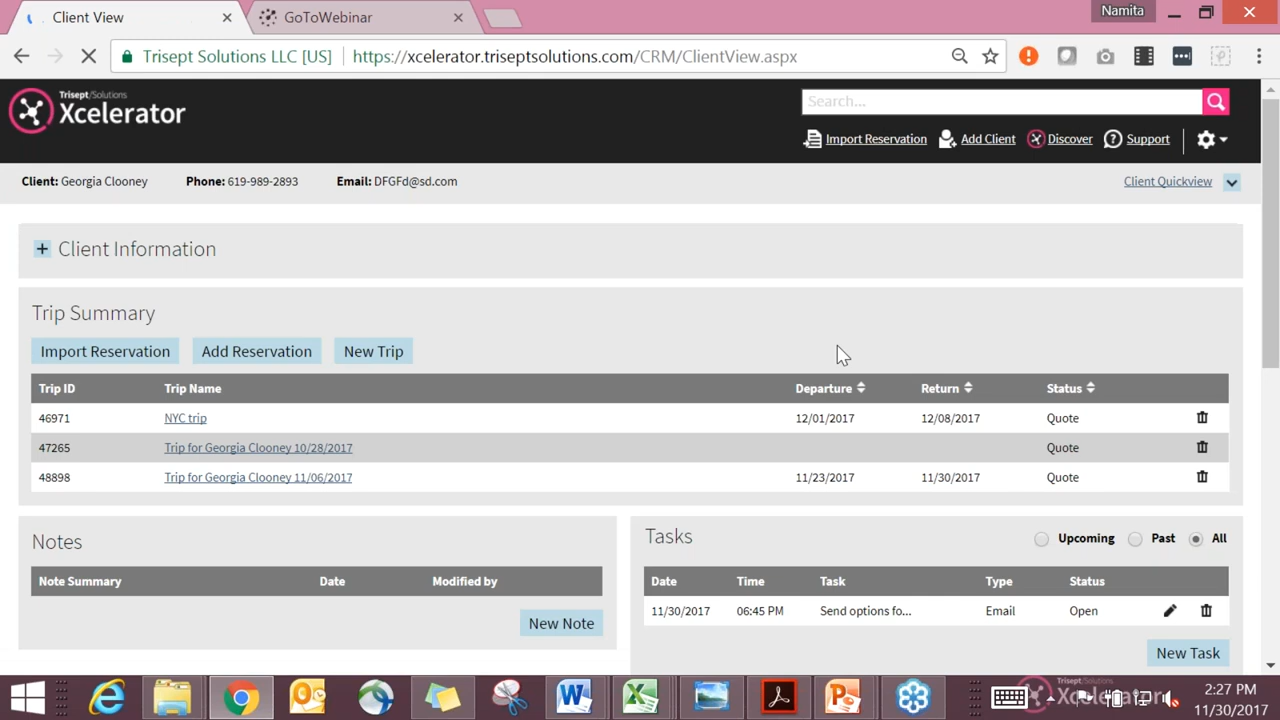 Client View
GoToWebinar
Namita
Trisept Solutions LLC [US]
https://xcelerator.triseptsolutions.com/CRM/ClientView.aspx
Trisept/Solutions
Xcelerator
Search...
Import Reservation
Add Client
Discover
Support
Client: Georgia Clooney
Phone: 619-989-2893
Email: DFGFd@sd.com
Client Quickview
+ Client Information
Trip Summary
Import Reservation
Add Reservation
New Trip
Trip ID Trip Name Departure Return Status
46971 NYC trip 12/01/2017 12/08/2017 Quote
47265 Trip for Georgia Clooney 10/28/2017 Quote
48898 Trip for Georgia Clooney 11/06/2017 11/23/2017 11/30/2017 Quote
Notes
Note Summary Date Modified by
New Note
Tasks
Upcoming Past All
Date Time Task Type Status
11/30/2017 06:45 PM Send options fo... Email Open
New Task
Trisept/Solutions
Xcelerator
2:27 PM
11/30/2017